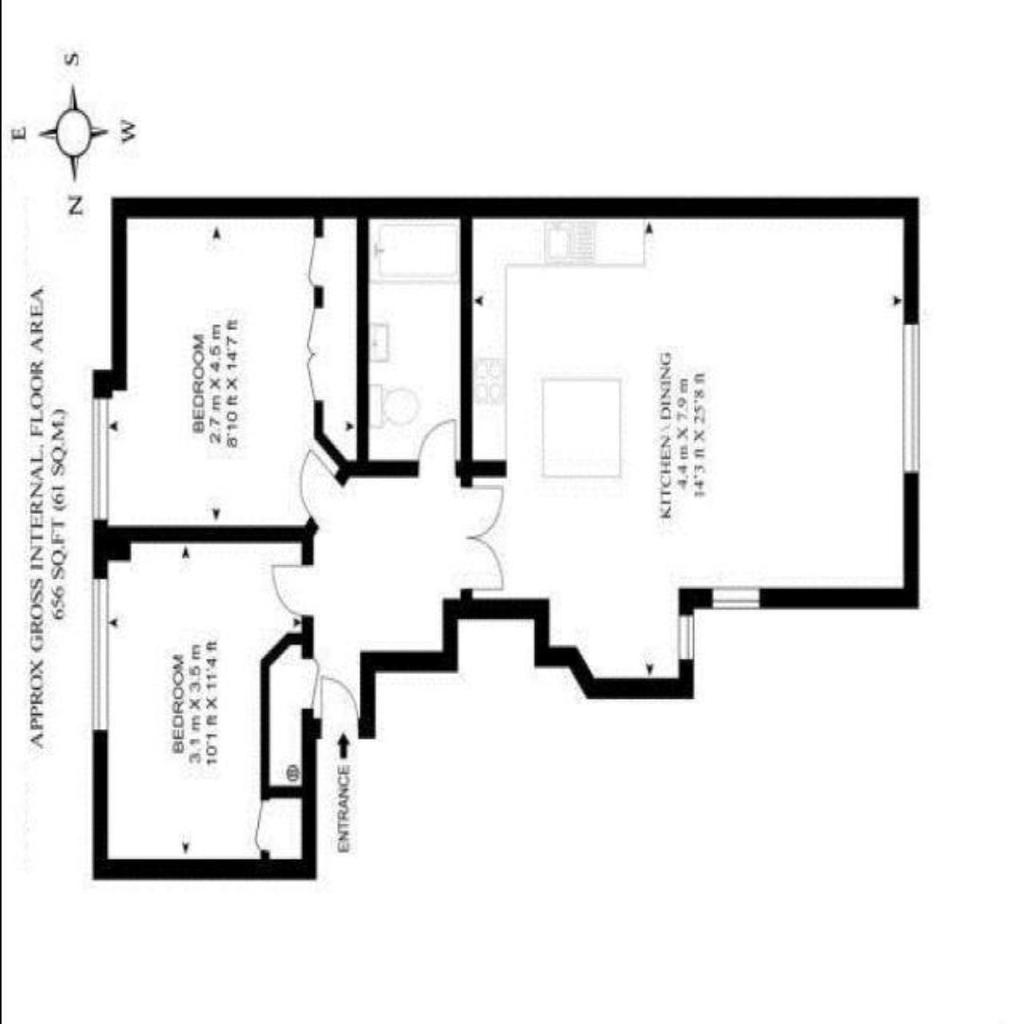 APPROX GROSS INTERNAL. FLOOR AREA
656 SQ.FT (61 SQ.M.)
N
E
S
W
BEDROOM
3.1 m X 3.5 m
10'1 ft X 11'4 ft
BEDROOM
2.7 m X 4.5 m
8'10 ft X 14'7 ft
ENTRANCE
KITCHEN \ DINING
4.4 m X 7.9 m
14'3 ft X 25'8 ft